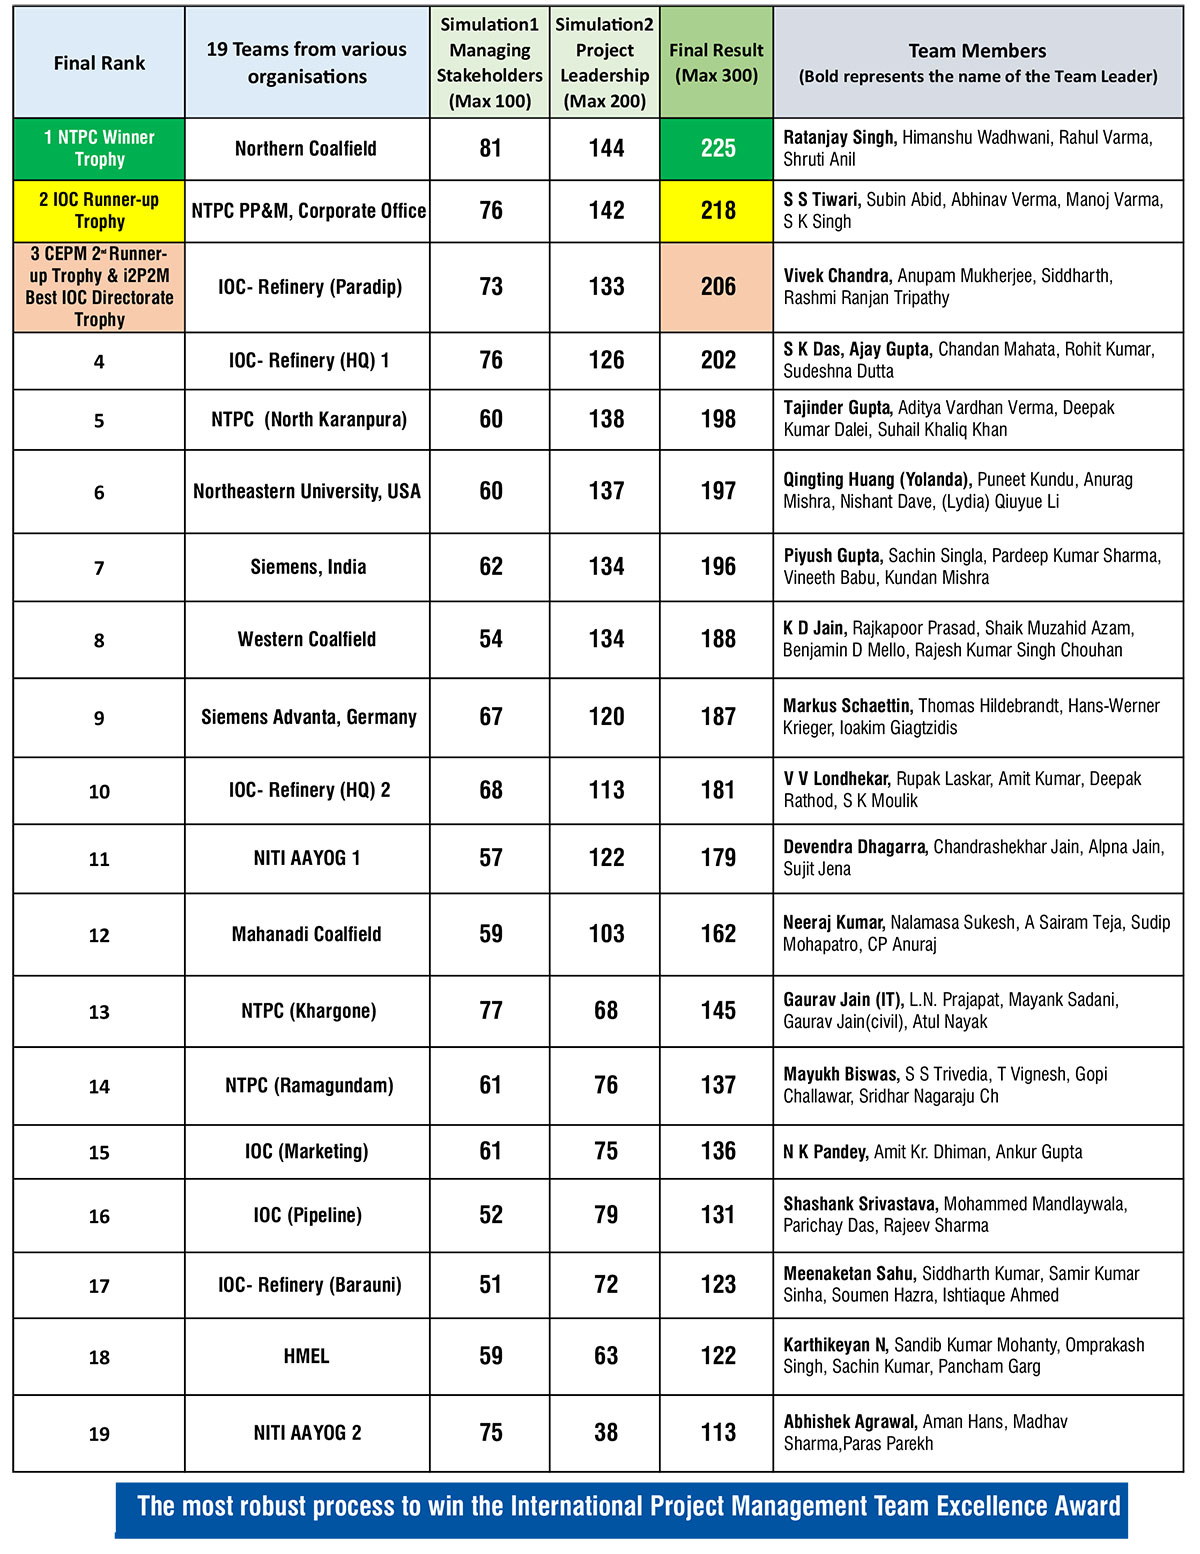 Final Rank
19 Teams from various
organisations
Simulation1
Managing
Stakeholders
(Max 100)
Simulation2
Project
Leadership
(Max 200)
Final Result
(Max 300)
Team Members
(Bold represents the name of the Team Leader)
1 NTPC Winner
Trophy
Northern Coalfield
81
144
225
Ratanjay Singh, Himanshu Wadhwani, Rahul Varma,
Shruti Anil
2 IOC Runner-up
Trophy
NTPC PP&M, Corporate Office
76
142
218
S S Tiwari, Subin Abid, Abhinav Verma, Manoj Varma,
S K Singh
3 CEPM 2ⁿᵈ Runner-
up Trophy & i2P2M
Best IOC Directorate
Trophy
IOC- Refinery (Paradip)
73
133
206
Vivek Chandra, Anupam Mukherjee, Siddharth,
Rashmi Ranjan Tripathy
4
IOC- Refinery (HQ) 1
76
126
202
S K Das, Ajay Gupta, Chandan Mahata, Rohit Kumar,
Sudeshna Dutta
5
NTPC (North Karanpura)
60
138
198
Tajinder Gupta, Aditya Vardhan Verma, Deepak
Kumar Dalei, Suhail Khaliq Khan
6
Northeastern University, USA
60
137
197
Qingting Huang (Yolanda), Puneet Kundu, Anurag
Mishra, Nishant Dave, (Lydia) Qiuyue Li
7
Siemens, India
62
134
196
Piyush Gupta, Sachin Singla, Pardeep Kumar Sharma,
Vineeth Babu, Kundan Mishra
8
Western Coalfield
54
134
188
K D Jain, Rajkapoor Prasad, Shaik Muzahid Azam,
Benjamin D Mello, Rajesh Kumar Singh Chouhan
9
Siemens Advanta, Germany
67
120
187
Markus Schaettin, Thomas Hildebrandt, Hans-Werner
Krieger, Ioakim Giagtzidis
10
IOC- Refinery (HQ) 2
68
113
181
V V Londhekar, Rupak Laskar, Amit Kumar, Deepak
Rathod, S K Moulik
11
NITI AAYOG 1
57
122
179
Devendra Dhagarra, Chandrashekhar Jain, Alpna Jain,
Sujit Jena
12
Mahanadi Coalfield
59
103
162
Neeraj Kumar, Nalamasa Sukesh, A Sairam Teja, Sudip
Mohapatro, CP Anuraj
13
NTPC (Khargone)
77
68
145
Gaurav Jain (IT), L.N. Prajapat, Mayank Sadani,
Gaurav Jain(civil), Atul Nayak
14
NTPC (Ramagundam)
61
76
137
Mayukh Biswas, S S Trivedia, T Vignesh, Gopi
Challawar, Sridhar Nagaraju Ch
15
IOC (Marketing)
61
75
136
N K Pandey, Amit Kr. Dhiman, Ankur Gupta
16
IOC (Pipeline)
52
79
131
Shashank Srivastava, Mohammed Mandlaywala,
Parichay Das, Rajeev Sharma
17
IOC- Refinery (Barauni)
51
72
123
Meenaketan Sahu, Siddharth Kumar, Samir Kumar
Sinha, Soumen Hazra, Ishtiaque Ahmed
18
HMEL
59
63
122
Karthikeyan N, Sandib Kumar Mohanty, Omprakash
Singh, Sachin Kumar, Pancham Garg
19
NITI AAYOG 2
75
38
113
Abhishek Agrawal, Aman Hans, Madhav
Sharma,Paras Parekh
The most robust process to win the International Project Management Team Excellence Award